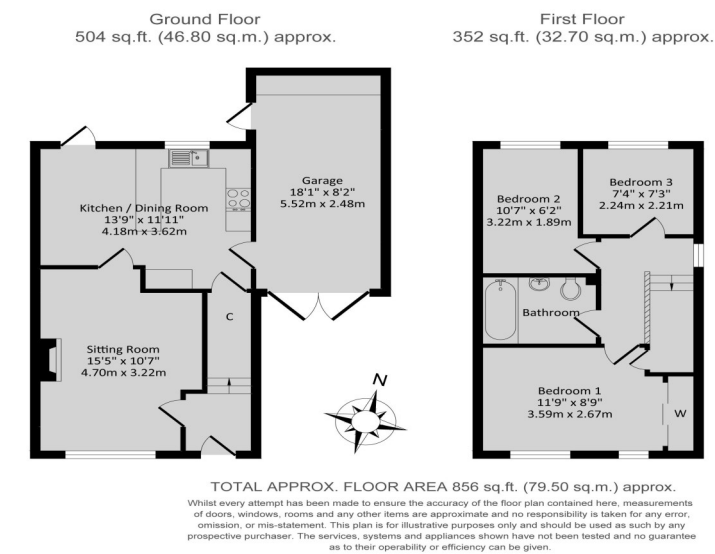 Ground Floor
504 sq.ft. (46.80 sq.m.) approx.
First Floor
352 sq.ft. (32.70 sq.m.) approx.
Garage
18'1" x 8'2"
5.52m x 2.48m
Kitchen / Dining Room
13'9" x 11'11"
4.18m x 3.62m
Sitting Room
15'5" x 10'7"
4.70m x 3.22m
C
N
Bedroom 2
10'7" x 6'2"
3.22m x 1.89m
Bedroom 3
7'4" x 7'3"
2.24m x 2.21m
Bathroom
Bedroom 1
11'9" x 8'9"
3.59m x 2.67m
W
TOTAL APPROX. FLOOR AREA 856 sq.ft. (79.50 sq.m.) approx.
Whilst every attempt has been made to ensure the accuracy of the floor plan contained here, measurements
of doors, windows, rooms and any other items are approximate and no responsibility is taken for any error,
omission, or mis-statement. This plan is for illustrative purposes only and should be used as such by any
prospective purchaser. The services, systems and appliances shown have not been tested and no guarantee
as to their operability or efficiency can be given.